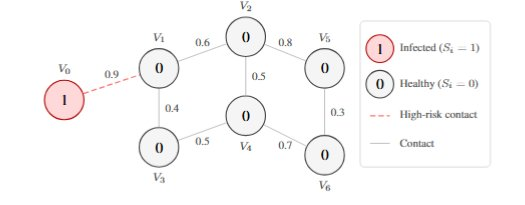 V₂
V₁
0
V₅
0.6
0.8
V₀
0.9
0
0
1
0.5
0.4
0.3
0
0.5
0.7
0
V₄
0
V₃
V₆
1 Infected (Sᵢ = 1)
0 Healthy (Sᵢ = 0)
High-risk contact
Contact